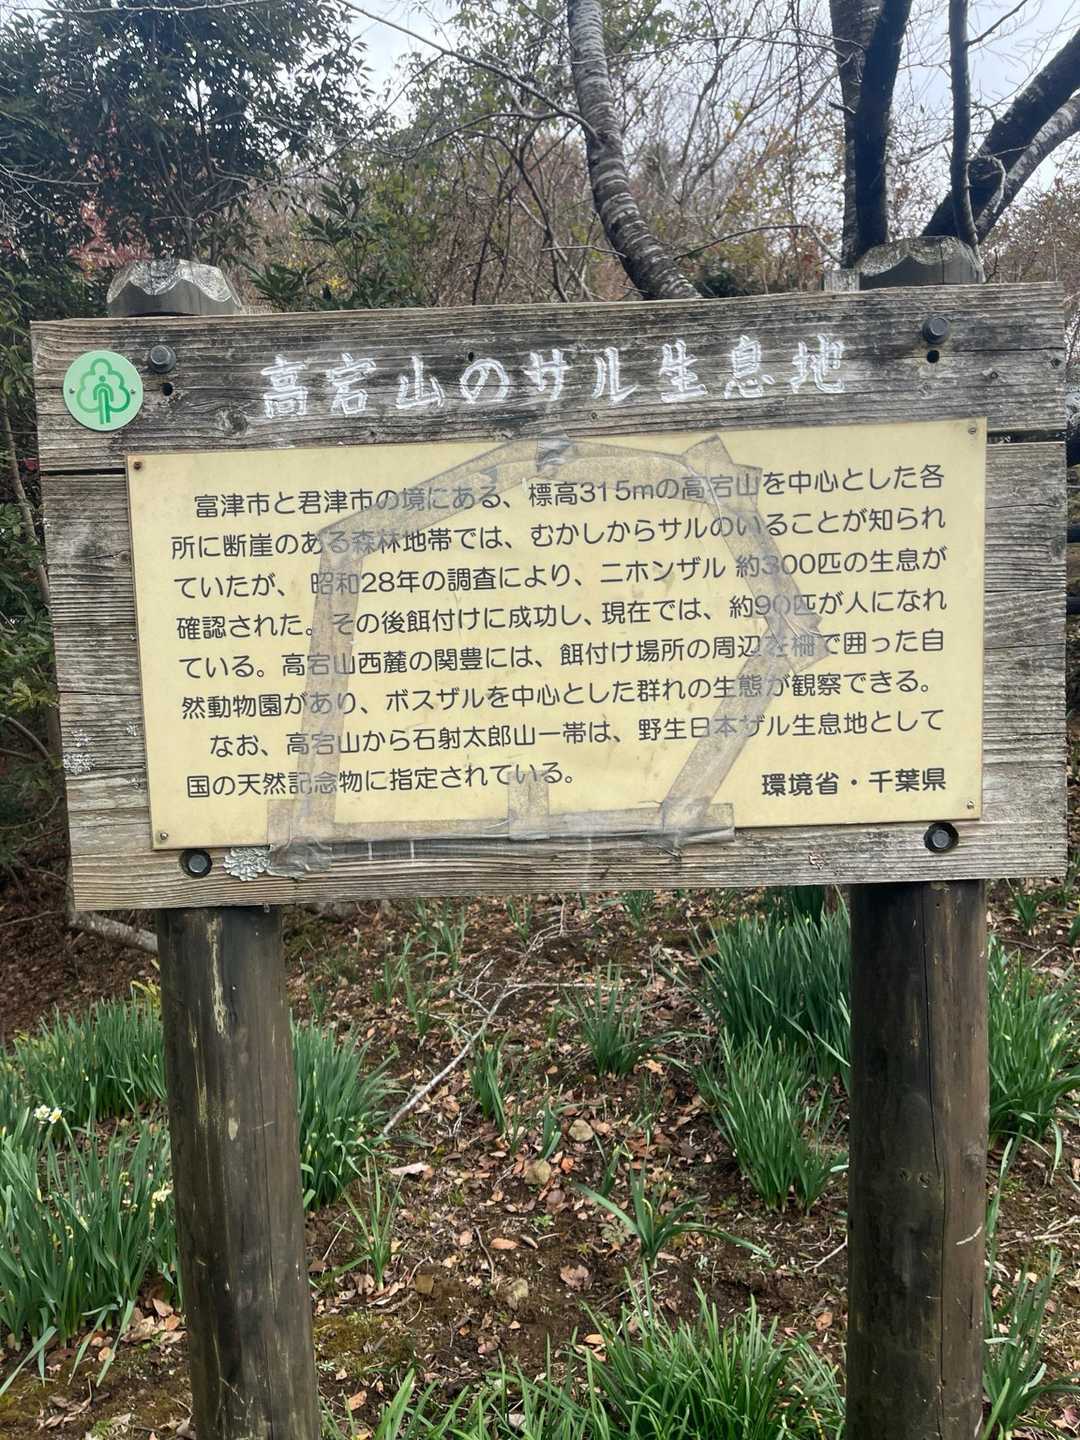 高宕山のサル生息地
富津市と君津市の境にある、標高315mの高宕山を中心とした各
所に断崖のある森林地帯では、むかしからサルのいることが知られ
ていたが、昭和28年の調査により、ニホンザル 約300匹の生息が
確認された。その後餌付けに成功し、現在では、約90匹が人になれ
ている。高宕山西麓の関豊には、餌付け場所の周辺を柵で囲った自
然動物園があり、ボスザルを中心とした群れの生態が観察できる。
なお、高宕山から石射太郎山一帯は、野生日本ザル生息地として
国の天然記念物に指定されている。
環境省・千葉県